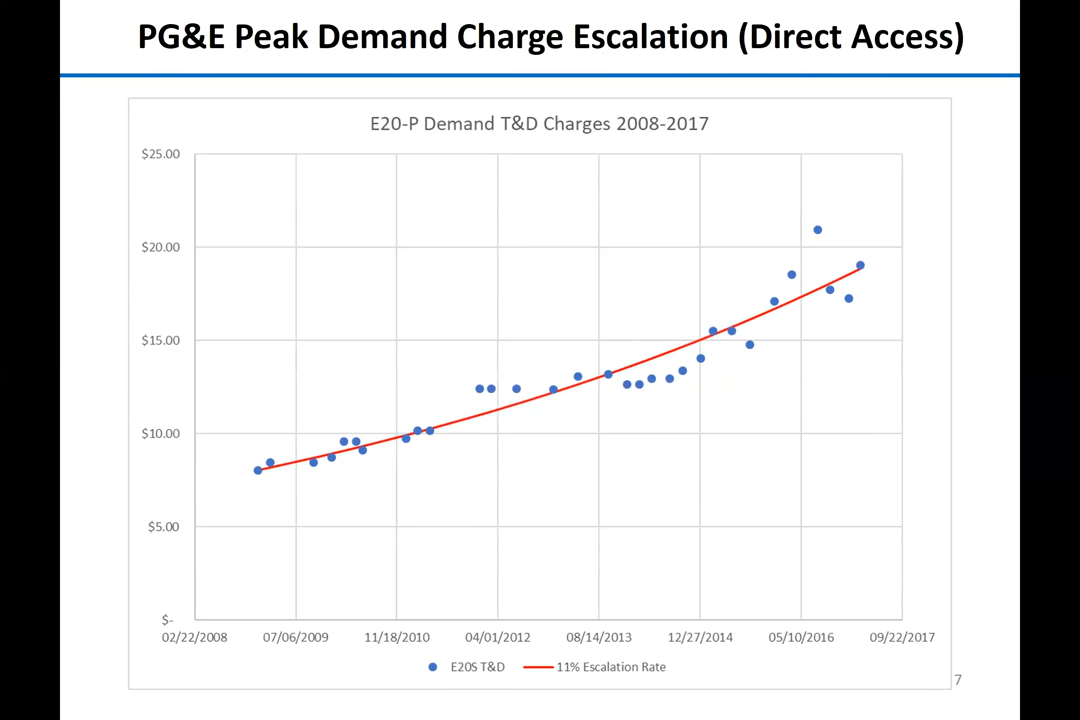 PG&E Peak Demand Charge Escalation (Direct Access)
E20-P Demand T&D Charges 2008-2017
$25.00
$20.00
$15.00
$10.00
$5.00
$-
02/22/2008 07/06/2009 11/18/2010 04/01/2012 08/14/2013 12/27/2014 05/10/2016 09/22/2017
E20S T&D 11% Escalation Rate
7